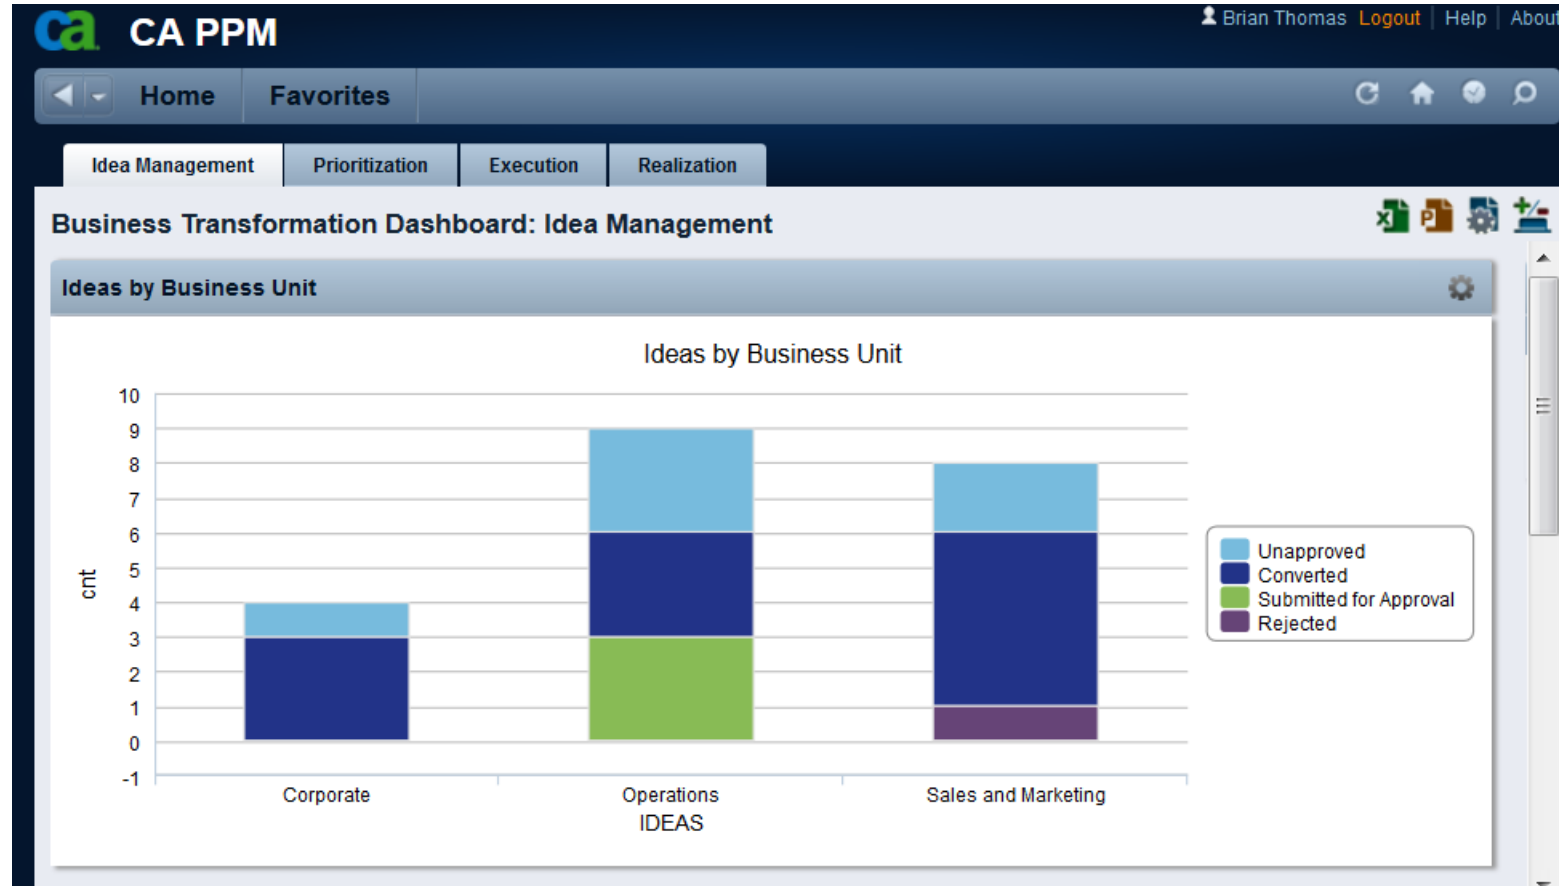 ca CA PPM
Brian Thomas Logout Help About
Home Favorites
Idea Management Prioritization Execution Realization
Business Transformation Dashboard: Idea Management
Ideas by Business Unit
Ideas by Business Unit
10
9
8
7
6
5
4
3
2
1
0
-1
cnt
Corporate Operations Sales and Marketing
IDEAS
Unapproved
Converted
Submitted for Approval
Rejected